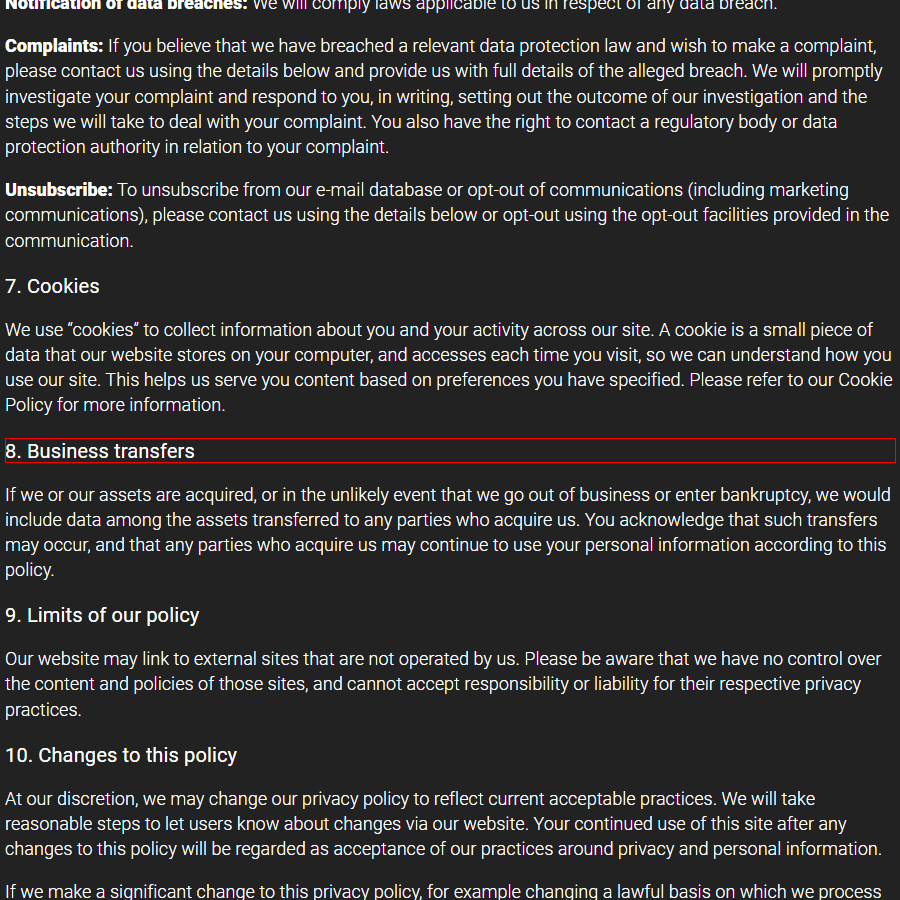 Notification of data breaches: We will comply laws applicable to us in respect of any data breach.
Complaints: If you believe that we have breached a relevant data protection law and wish to make a complaint,
please contact us using the details below and provide us with full details of the alleged breach. We will promptly
investigate your complaint and respond to you, in writing, setting out the outcome of our investigation and the
steps we will take to deal with your complaint. You also have the right to contact a regulatory body or data
protection authority in relation to your complaint.
Unsubscribe: To unsubscribe from our e-mail database or opt-out of communications (including marketing
communications), please contact us using the details below or opt-out using the opt-out facilities provided in the
communication.
7. Cookies
We use “cookies” to collect information about you and your activity across our site. A cookie is a small piece of
data that our website stores on your computer, and accesses each time you visit, so we can understand how you
use our site. This helps us serve you content based on preferences you have specified. Please refer to our Cookie
Policy for more information.
8. Business transfers
If we or our assets are acquired, or in the unlikely event that we go out of business or enter bankruptcy, we would
include data among the assets transferred to any parties who acquire us. You acknowledge that such transfers
may occur, and that any parties who acquire us may continue to use your personal information according to this
policy.
9. Limits of our policy
Our website may link to external sites that are not operated by us. Please be aware that we have no control over
the content and policies of those sites, and cannot accept responsibility or liability for their respective privacy
practices.
10. Changes to this policy
At our discretion, we may change our privacy policy to reflect current acceptable practices. We will take
reasonable steps to let users know about changes via our website. Your continued use of this site after any
changes to this policy will be regarded as acceptance of our practices around privacy and personal information.
If we make a significant change to this privacy policy, for example changing a lawful basis on which we process